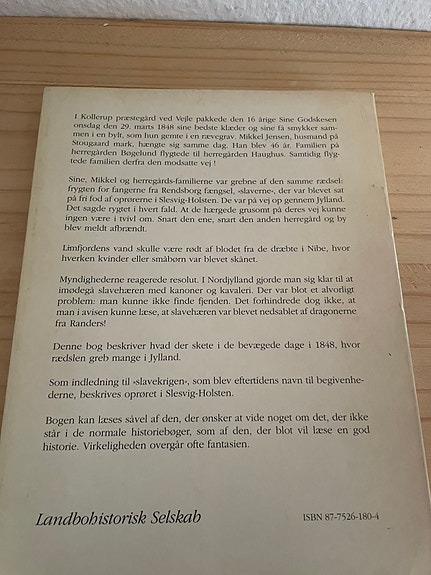 I Kollerup præstegård ved Vejle pakkede den 16 årige Sine Godskesen
onsdag den 29. marts 1848 sine bedste klæder og sine få smykker sam-
men i en bylt, som hun gemte i en rævegrav. Mikkel Jensen, husmand på
Stougaard mark, hængte sig samme dag. Han blev 46 år. Familien på
herregården Bøgelund flygtede til herregården Haughus. Samtidig flyg-
tede familien derfra den modsatte vej!
Sine, Mikkel og herregårds-familierne var grebne af den samme rædsel:
frygten for fangerne fra Rendsborg fængsel, »slaverne«, der var blevet sat
på fri fod af oprørerne i Slesvig-Holsten. De var på vej op gennem Jylland.
Det sagde rygtet i hvert fald. At de hærgede grusomt på deres vej kunne
ingen være i tvivl om. Snart den ene, snart den anden herregård og by
blev meldt afbrændt.
Limfjordens vand skulle være rødt af blodet fra de dræbte i Nibe, hvor
hverken kvinder eller småbørn var blevet skånet.
Myndighederne reagerede resolut. I Nordjylland gjorde man sig klar til at
imødegå slavehæren med kanoner og kavaleri. Der var blot et alvorligt
problem: man kunne ikke finde fjenden. Det forhindrede dog ikke, at
man i avisen kunne læse, at slavehæren var blevet nedsablet af dragonerne
fra Randers!
Denne bog beskriver hvad der skete i de bevægede dage i 1848, hvor
rædslen greb mange i Jylland.
Som indledning til »slavekrigen«, som blev eftertidens navn til begivenhe-
derne, beskrives oprøret i Slesvig-Holsten.
Bogen kan læses såvel af den, der ønsker at vide noget om det, der ikke
står i de normale historiebøger, som af den, der blot vil læse en god
historie. Virkeligheden overgår ofte fantasien.
Landbohistorisk Selskab
ISBN 87-7526-180-4